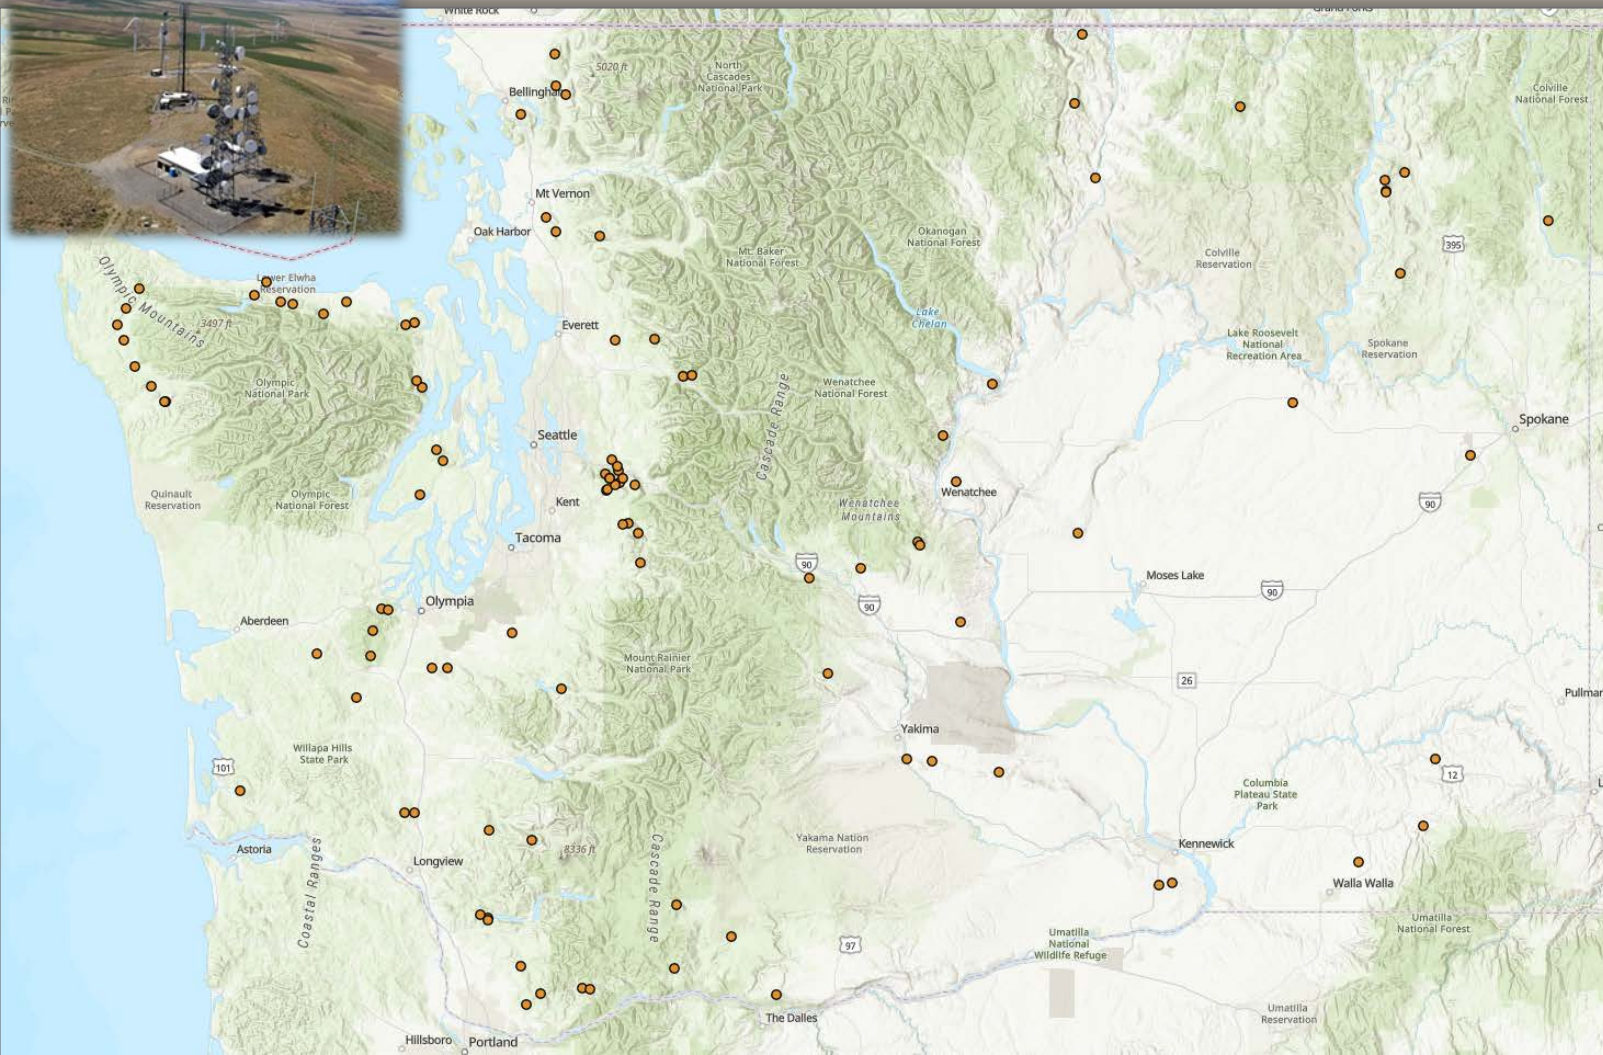 White Rock
Grand Forks
5020 ft
North
Cascades
National Park
Bellingham
Colville
National Forest
Mt Vernon
Oak Harbor
Okanogan
National Forest
395
Mt. Baker
National Forest
Colville
Reservation
Olympic Mountains
Lower Elwha
Reservation
3497 ft
Lake
Chelan
Everett
Lake Roosevelt
National
Recreation Area
Spokane
Reservation
Olympic
National Park
Cascade Range
Wenatchee
National Forest
Spokane
Seattle
Quinault
Reservation
Olympic
National Forest
Kent
Wenatchee
Wenatchee
Mountains
90
Tacoma
90
Moses Lake
90
90
Olympia
Aberdeen
Mount Rainier
National Park
26
Pullmar
Yakima
Willapa Hills
State Park
101
12
Columbia
Plateau State
Park
Yakama Nation
Reservation
Astoria
Coastal Ranges
Longview
8336 ft
Cascade Range
Kennewick
Walla Walla
Umatilla
National Forest
97
Umatilla
National
Wildlife Refuge
The Dalles
Umatilla
Reservation
Hillsboro
Portland